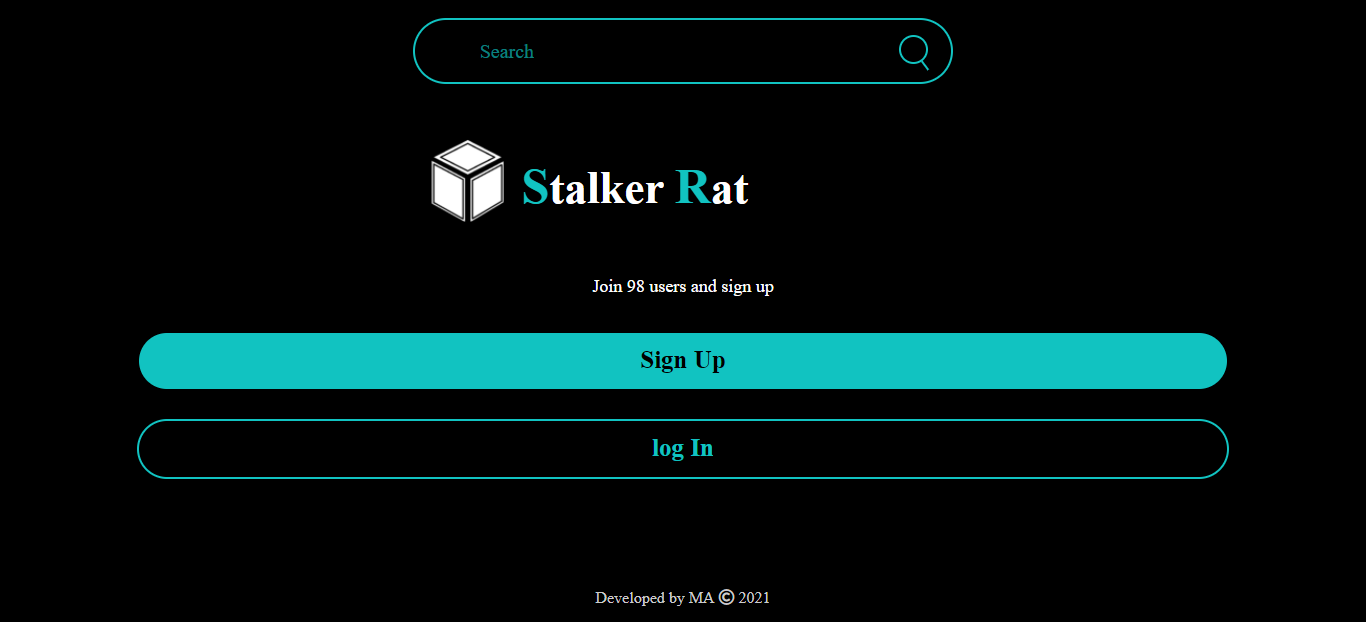 Search
Stalker Rat
Join 98 users and sign up
Sign Up
log In
Developed by MA © 2021